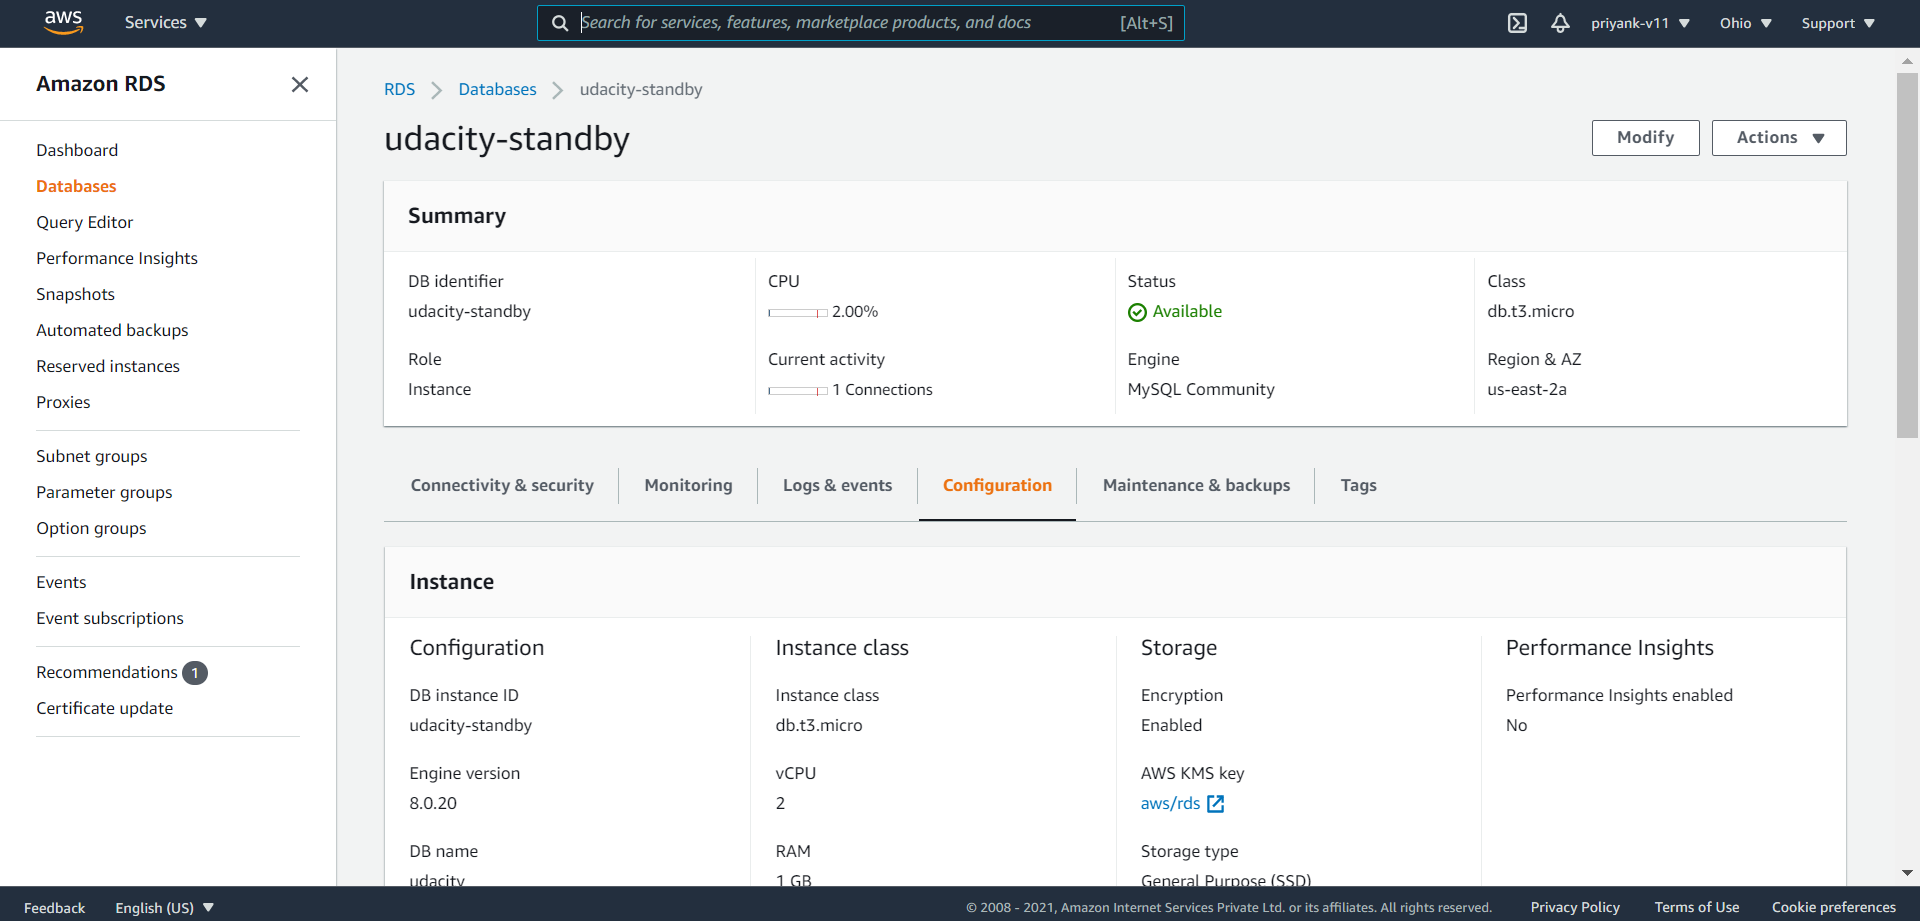 aws
Services
Search for services, features, marketplace products, and docs
[Alt+S]
priyank-v11
Ohio
Support
Amazon RDS
Dashboard
Databases
Query Editor
Performance Insights
Snapshots
Automated backups
Reserved instances
Proxies
Subnet groups
Parameter groups
Option groups
Events
Event subscriptions
Recommendations 1
Certificate update
RDS
Databases
udacity-standby
udacity-standby
Modify
Actions
Summary
DB identifier
udacity-standby
CPU
2.00%
Status
Available
Class
db.t3.micro
Role
Instance
Current activity
1 Connections
Engine
MySQL Community
Region & AZ
us-east-2a
Connectivity & security
Monitoring
Logs & events
Configuration
Maintenance & backups
Tags
Instance
Configuration
DB instance ID
udacity-standby
Engine version
8.0.20
DB name
udacity
Instance class
Instance class
db.t3.micro
vCPU
2
RAM
1 GB
Storage
Encryption
Enabled
AWS KMS key
aws/rds
Storage type
General Purpose (SSD)
Performance Insights
Performance Insights enabled
No
Feedback
English (US)
© 2008 - 2021, Amazon Internet Services Private Ltd. or its affiliates. All rights reserved.
Privacy Policy
Terms of Use
Cookie preferences